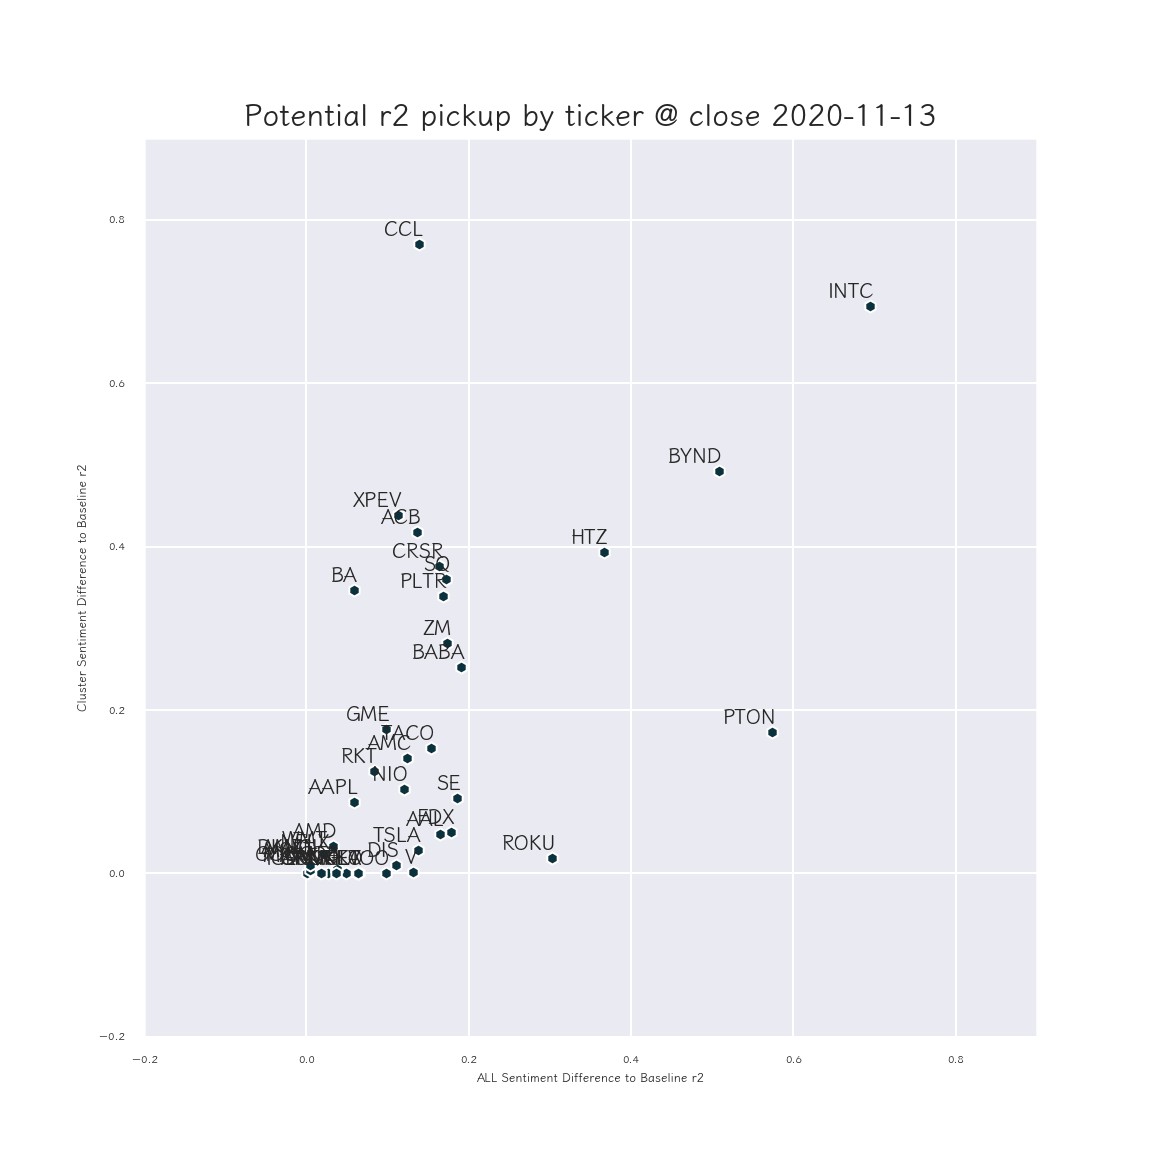 Potential r2 pickup by ticker @ close 2020-11-13
0.8
CCL
INTC
0.6
BYND
XPEV
ACB
HTZ
0.4
CRSR
SQ
BA
PLTR
ZM
BABA
0.2
GME
PTON
TACO
AMC
RKT
NIO
AAPL
SE
AAL
FDX
AMD
TSLA
ROKU
DIS
V
0.0
−0.2
−0.2
0.0
0.2
0.4
0.6
0.8
ALL Sentiment Difference to Baseline r2
Cluster Sentiment Difference to Baseline r2